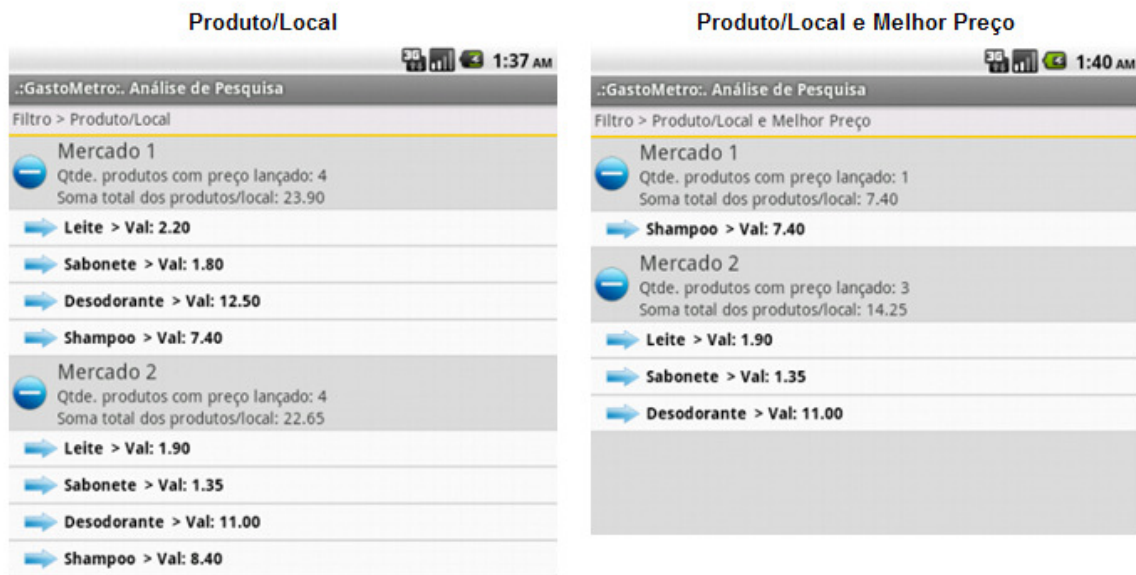 Produto/Local
3G
1:37 AM
.:GastoMetro:. Análise de Pesquisa
Filtro > Produto/Local
Mercado 1
Qtde. produtos com preço lançado: 4
Soma total dos produtos/local: 23.90
Leite > Val: 2.20
Sabonete > Val: 1.80
Desodorante > Val: 12.50
Shampoo > Val: 7.40
Mercado 2
Qtde. produtos com preço lançado: 4
Soma total dos produtos/local: 22.65
Leite > Val: 1.90
Sabonete > Val: 1.35
Desodorante > Val: 11.00
Shampoo > Val: 8.40
Produto/Local e Melhor Preço
3G
1:40 AM
.:GastoMetro:. Análise de Pesquisa
Filtro > Produto/Local e Melhor Preço
Mercado 1
Qtde. produtos com preço lançado: 1
Soma total dos produtos/local: 7.40
Shampoo > Val: 7.40
Mercado 2
Qtde. produtos com preço lançado: 3
Soma total dos produtos/local: 14.25
Leite > Val: 1.90
Sabonete > Val: 1.35
Desodorante > Val: 11.00